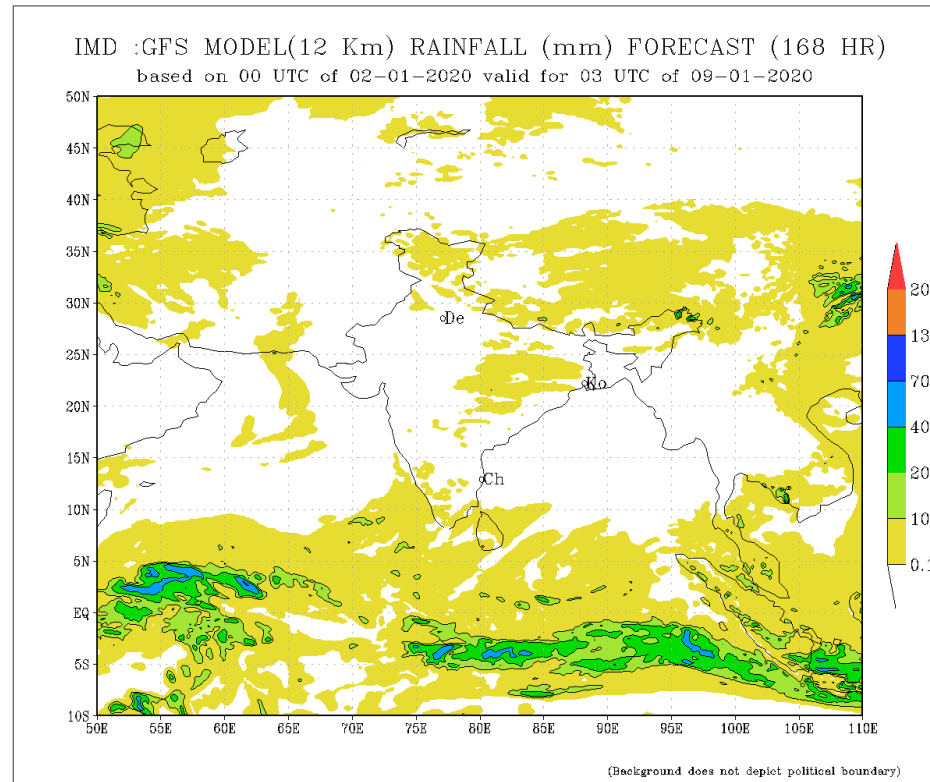 IMD :GFS MODEL(12 Km) RAINFALL (mm) FORECAST (168 HR)
based on 00 UTC of 02-01-2020 valid for 03 UTC of 09-01-2020
50N
45N
40N
35N
30N
25N
20N
15N
10N
5N
EQ
5S
10S
De
Ko
Ch
50E 55E 60E 65E 70E 75E 80E 85E 90E 95E 100E 105E 110E
20
13
70
40
20
10
0.1
(Background does not depict political boundary)